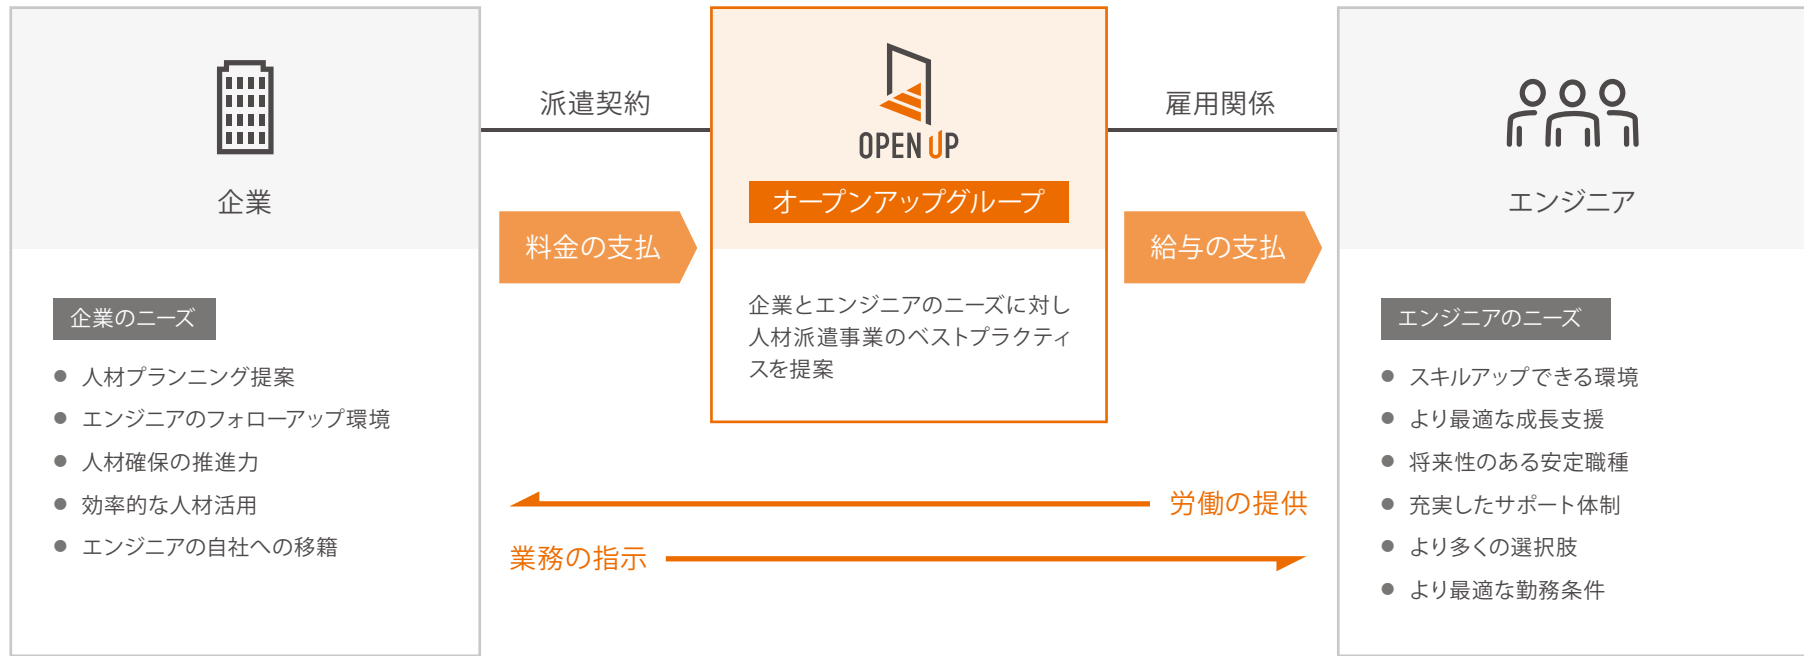 企業
企業のニーズ
人材プランニング提案
エンジニアのフォローアップ環境
人材確保の推進力
効率的な人材活用
エンジニアの自社への移籍
派遣契約
料金の支払
OPEN UP
オープンアップグループ
企業とエンジニアのニーズに対し
人材派遣事業のベストプラクティ
スを提案
雇用関係
給与の支払
労働の提供
業務の指示
エンジニア
エンジニアのニーズ
スキルアップできる環境
より最適な成長支援
将来性のある安定職種
充実したサポート体制
より多くの選択肢
より最適な勤務条件